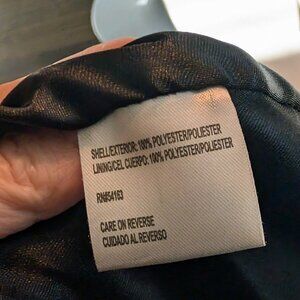 SHELL/EXTERIOR: 100% POLYESTER/POLIESTER
LINING/CEL CUERPO: 100% POLYESTER/POLIESTER
RN#54163
CARE ON REVERSE
CUIDADO AL REVERSO